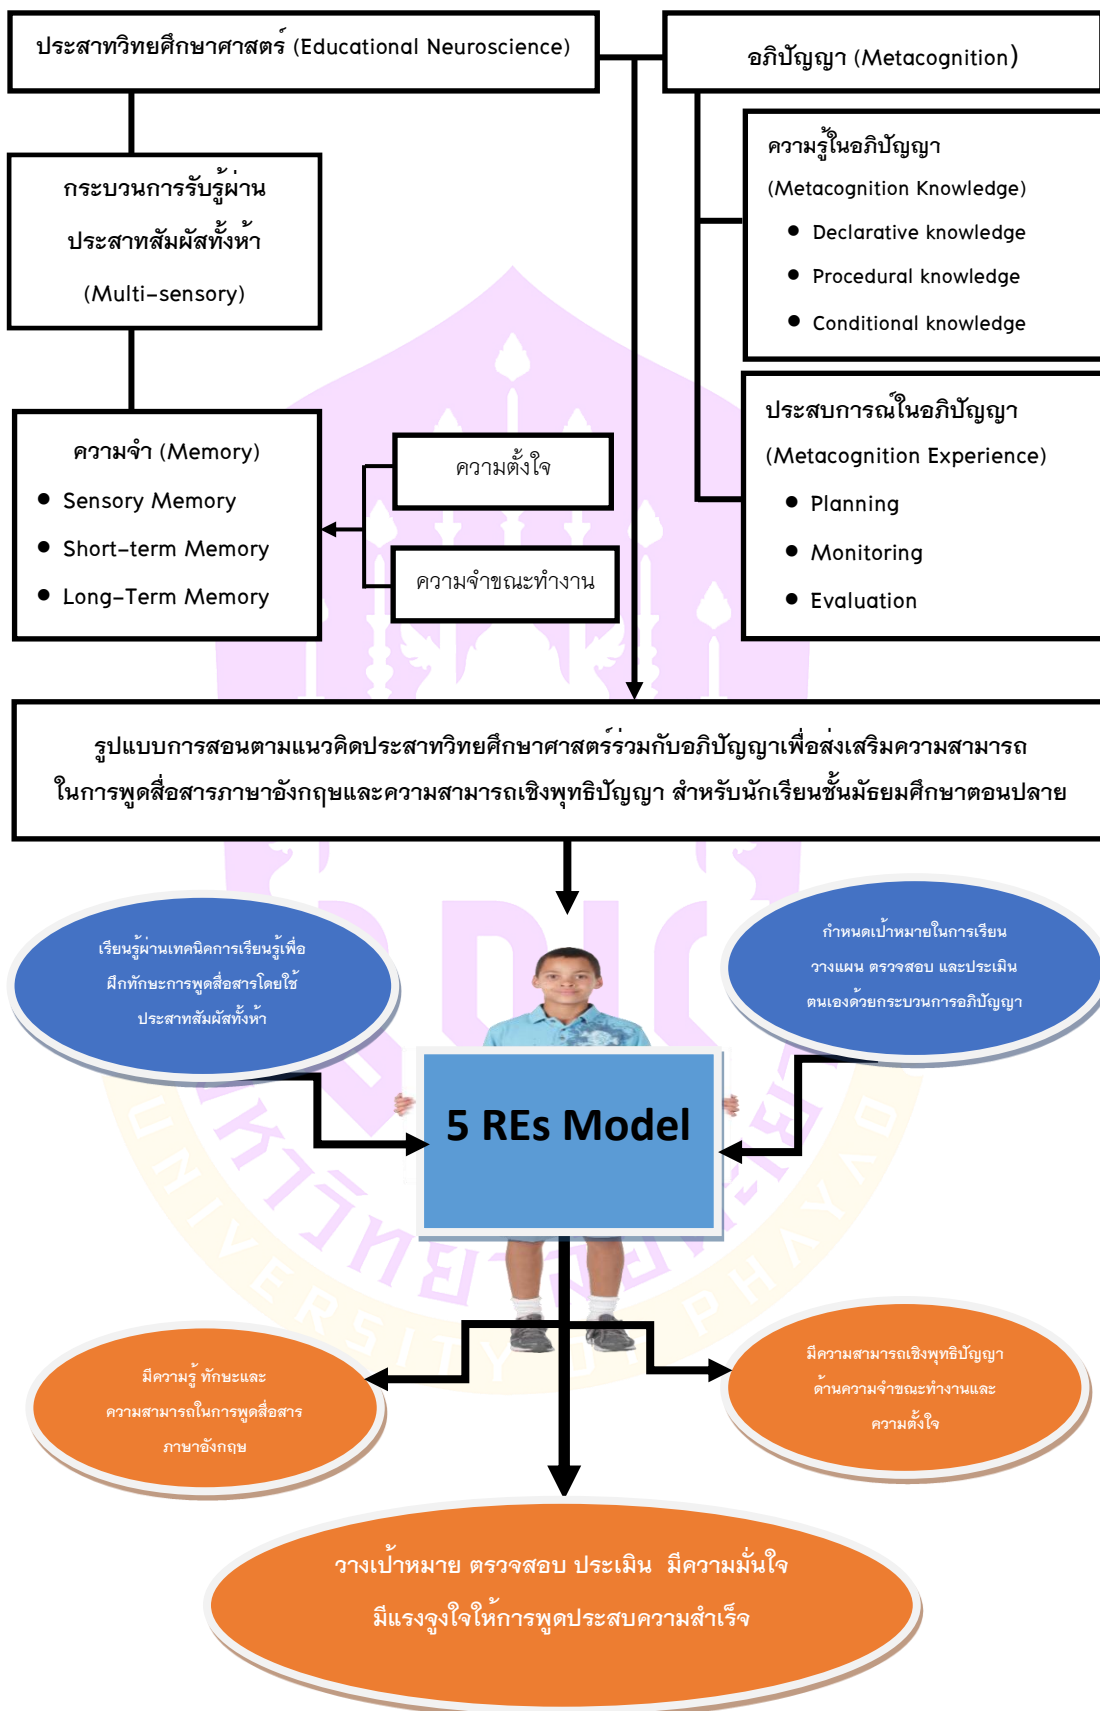 ประสาทวิทยศึกษาศาสตร์ (Educational Neuroscience)
อภิปัญญา (Metacognition)
กระบวนการรับรู้ผ่าน
ประสาทสัมผัสทั้งห้า
(Multi-sensory)
ความรู้ในอภิปัญญา
(Metacognition Knowledge)
● Declarative knowledge
● Procedural knowledge
● Conditional knowledge
ความจำ (Memory)
● Sensory Memory
● Short-term Memory
● Long-Term Memory
ความตั้งใจ
ความจำขณะทำงาน
ประสบการณ์ในอภิปัญญา
(Metacognition Experience)
● Planning
● Monitoring
● Evaluation
รูปแบบการสอนตามแนวคิดประสาทวิทยศึกษาศาสตร์ร่วมกับอภิปัญญาเพื่อส่งเสริมความสามารถ
ในการพูดสื่อสารภาษาอังกฤษและความสามารถเชิงพุทธิปัญญา สำหรับนักเรียนชั้นมัธยมศึกษาตอนปลาย
เรียนรู้ผ่านเทคนิคการเรียนรู้เพื่อ
ฝึกทักษะการพูดสื่อสารโดยใช้
ประสาทสัมผัสทั้งห้า
กำหนดเป้าหมายในการเรียน
วางแผน ตรวจสอบ และประเมิน
ตนเองด้วยกระบวนการอภิปัญญา
5 REs Model
มีความรู้ ทักษะและ
ความสามารถในการพูดสื่อสาร
ภาษาอังกฤษ
มีความสามารถเชิงพุทธิปัญญา
ด้านความจำขณะทำงานและ
ความตั้งใจ
วางเป้าหมาย ตรวจสอบ ประเมิน มีความมั่นใจ
มีแรงจูงใจให้การพูดประสบความสำเร็จ
UNIVERSITY OF PHAYAO